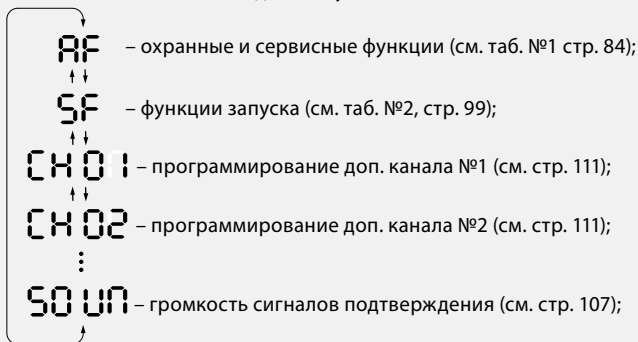 AF – охранные и сервисные функции (см. таб. №1 стр. 84);
SF – функции запуска (см. таб. №2, стр. 99);
CH 01 – программирование доп. канала №1 (см. стр. 111);
CH 02 – программирование доп. канала №2 (см. стр. 111);
SOUN – громкость сигналов подтверждения (см. стр. 107);